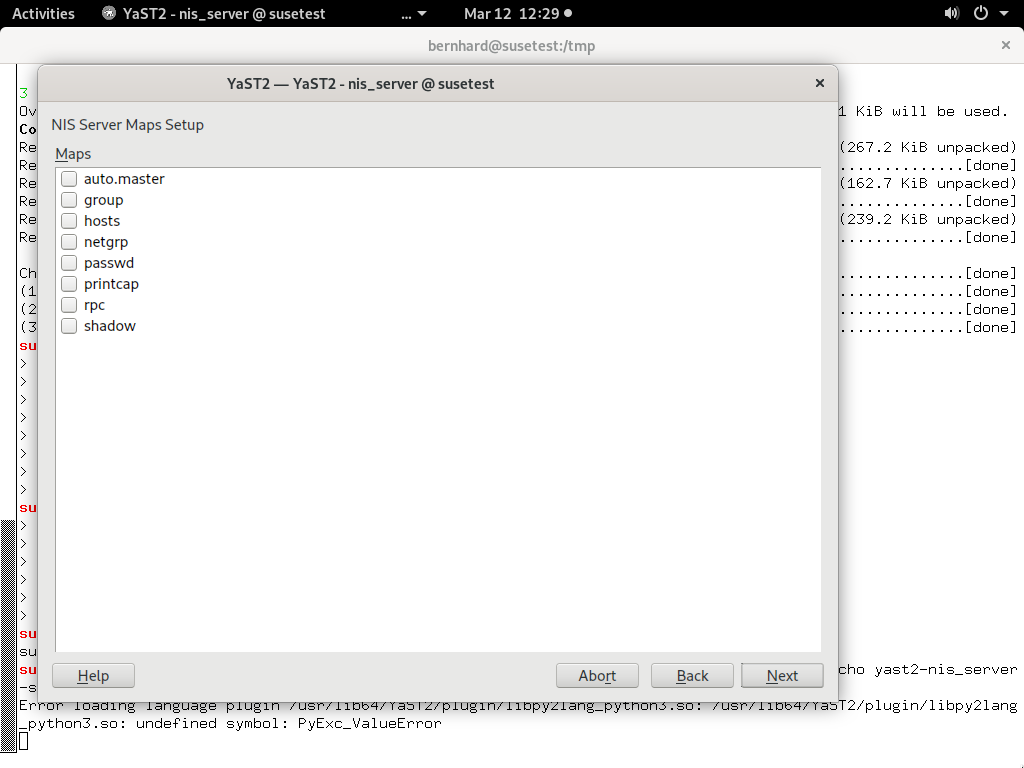 Activities YaST2 - nis_server @ susetest ... Mar 12 12:29
bernhard@susetest:/tmp
YaST2 — YaST2 - nis_server @ susetest
3
Ov 1 KiB will be used.
Co
Re (267.2 KiB unpacked)
Re ..............[done]
Re (162.7 KiB unpacked)
Re ..............[done]
Re (239.2 KiB unpacked)
Re ..............[done]
Ch ..............[done]
(1 ..............[done]
(2 ..............[done]
(3 ..............[done]
su
>
>
>
>
>
>
>
>
su
>
>
>
>
>
>
su
su
su cho yast2-nis_server
-s
NIS Server Maps Setup
Maps
auto.master
group
hosts
netgrp
passwd
printcap
rpc
shadow
Help Abort Back Next
Error loading language plugin /usr/lib64/YaST2/plugin/libpy2lang_python3.so: /usr/lib64/YaST2/plugin/libpy2lang
_python3.so: undefined symbol: PyExc_ValueError